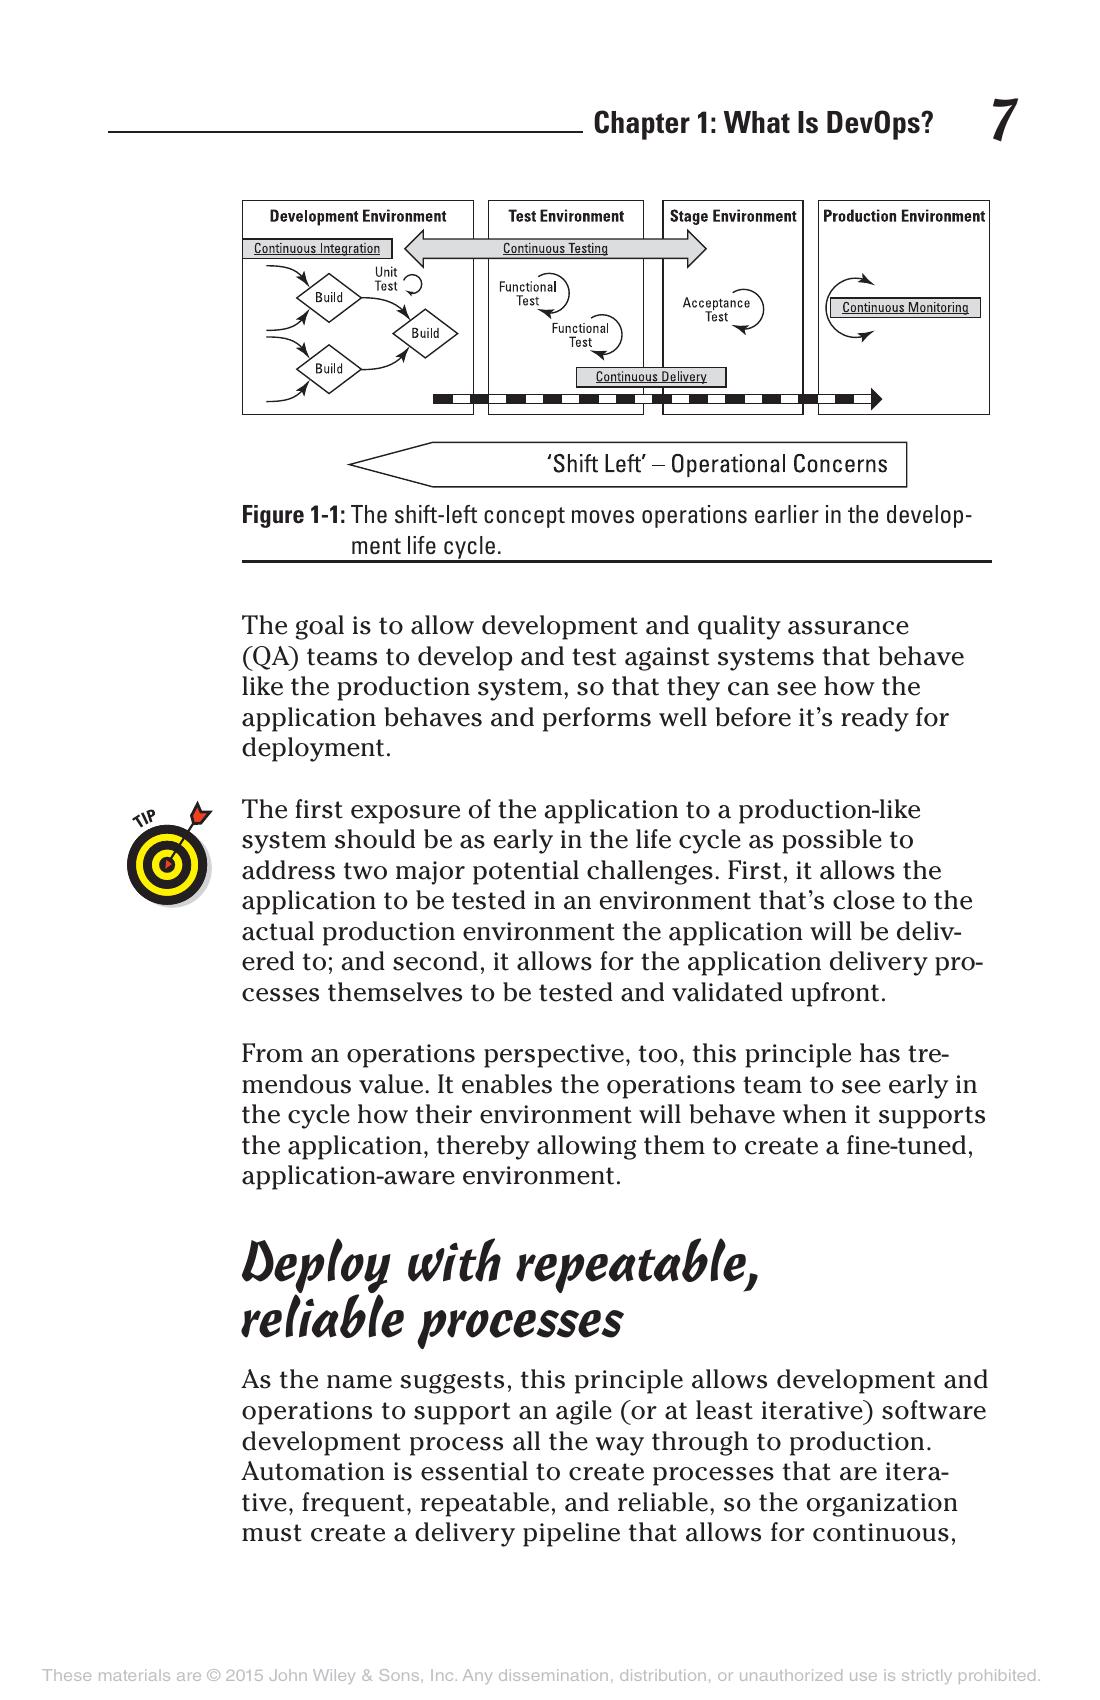 Chapter 1: What Is DevOps? 7
Development Environment
Test Environment
Stage Environment
Production Environment
Continuous Integration
Continuous Testing
Unit
Test
Build
Build
Build
Functional
Test
Functional
Test
Acceptance
Test
Continuous Monitoring
Continuous Delivery
‘Shift Left’ – Operational Concerns
Figure 1-1: The shift-left concept moves operations earlier in the develop-
ment life cycle.
The goal is to allow development and quality assurance
(QA) teams to develop and test against systems that behave
like the production system, so that they can see how the
application behaves and performs well before it’s ready for
deployment.
TIP
The first exposure of the application to a production-like
system should be as early in the life cycle as possible to
address two major potential challenges. First, it allows the
application to be tested in an environment that’s close to the
actual production environment the application will be deliv-
ered to; and second, it allows for the application delivery pro-
cesses themselves to be tested and validated upfront.
From an operations perspective, too, this principle has tre-
mendous value. It enables the operations team to see early in
the cycle how their environment will behave when it supports
the application, thereby allowing them to create a fine-tuned,
application-aware environment.
Deploy with repeatable,
reliable processes
As the name suggests, this principle allows development and
operations to support an agile (or at least iterative) software
development process all the way through to production.
Automation is essential to create processes that are itera-
tive, frequent, repeatable, and reliable, so the organization
must create a delivery pipeline that allows for continuous,
These materials are © 2015 John Wiley & Sons, Inc. Any dissemination, distribution, or unauthorized use is strictly prohibited.